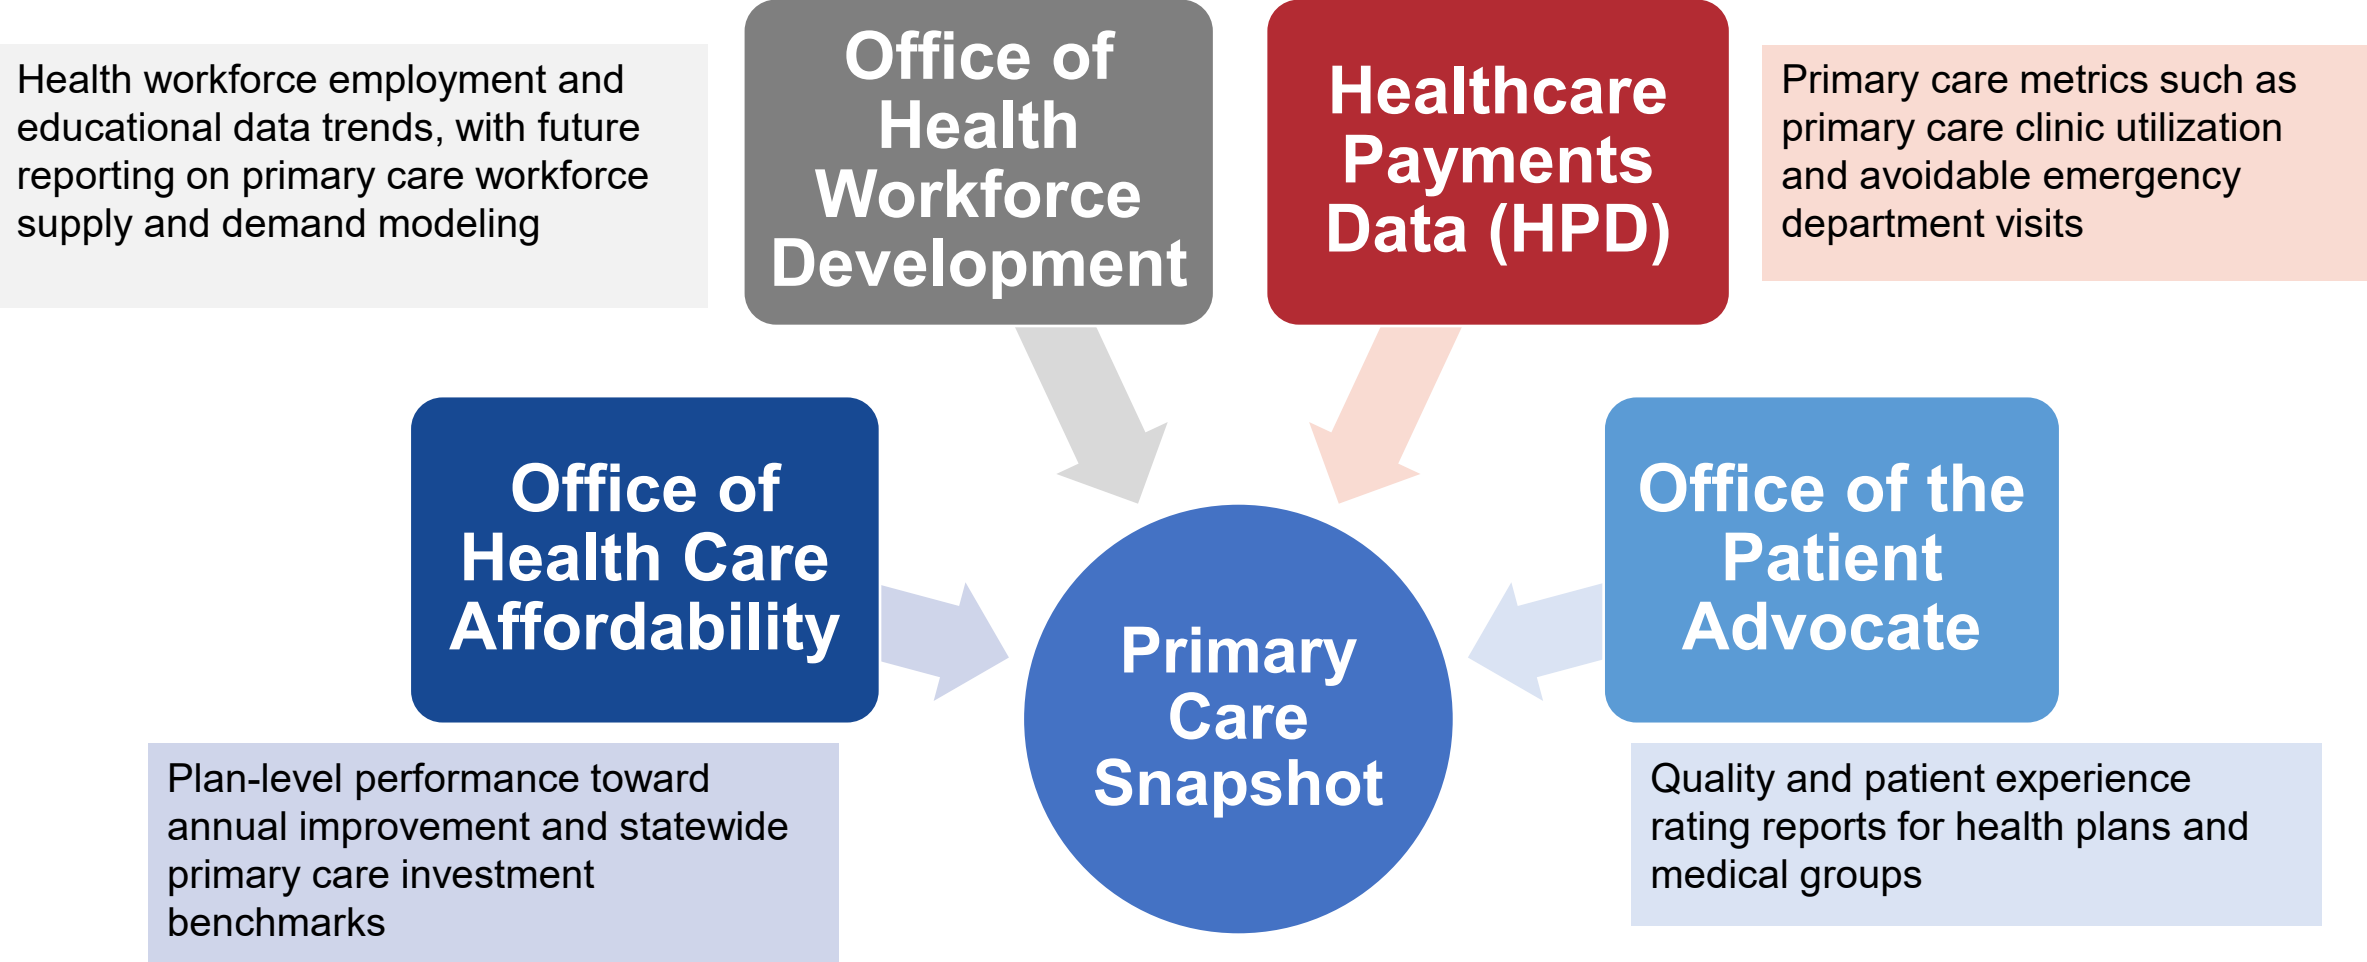 Health workforce employment and
educational data trends, with future
reporting on primary care workforce
supply and demand modeling
Office of
Health
Workforce
Development
Healthcare
Payments
Data (HPD)
Primary care metrics such as
primary care clinic utilization
and avoidable emergency
department visits
Office of
Health Care
Affordability
Plan-level performance toward
annual improvement and statewide
primary care investment
benchmarks
Primary
Care
Snapshot
Office of the
Patient
Advocate
Quality and patient experience
rating reports for health plans and
medical groups